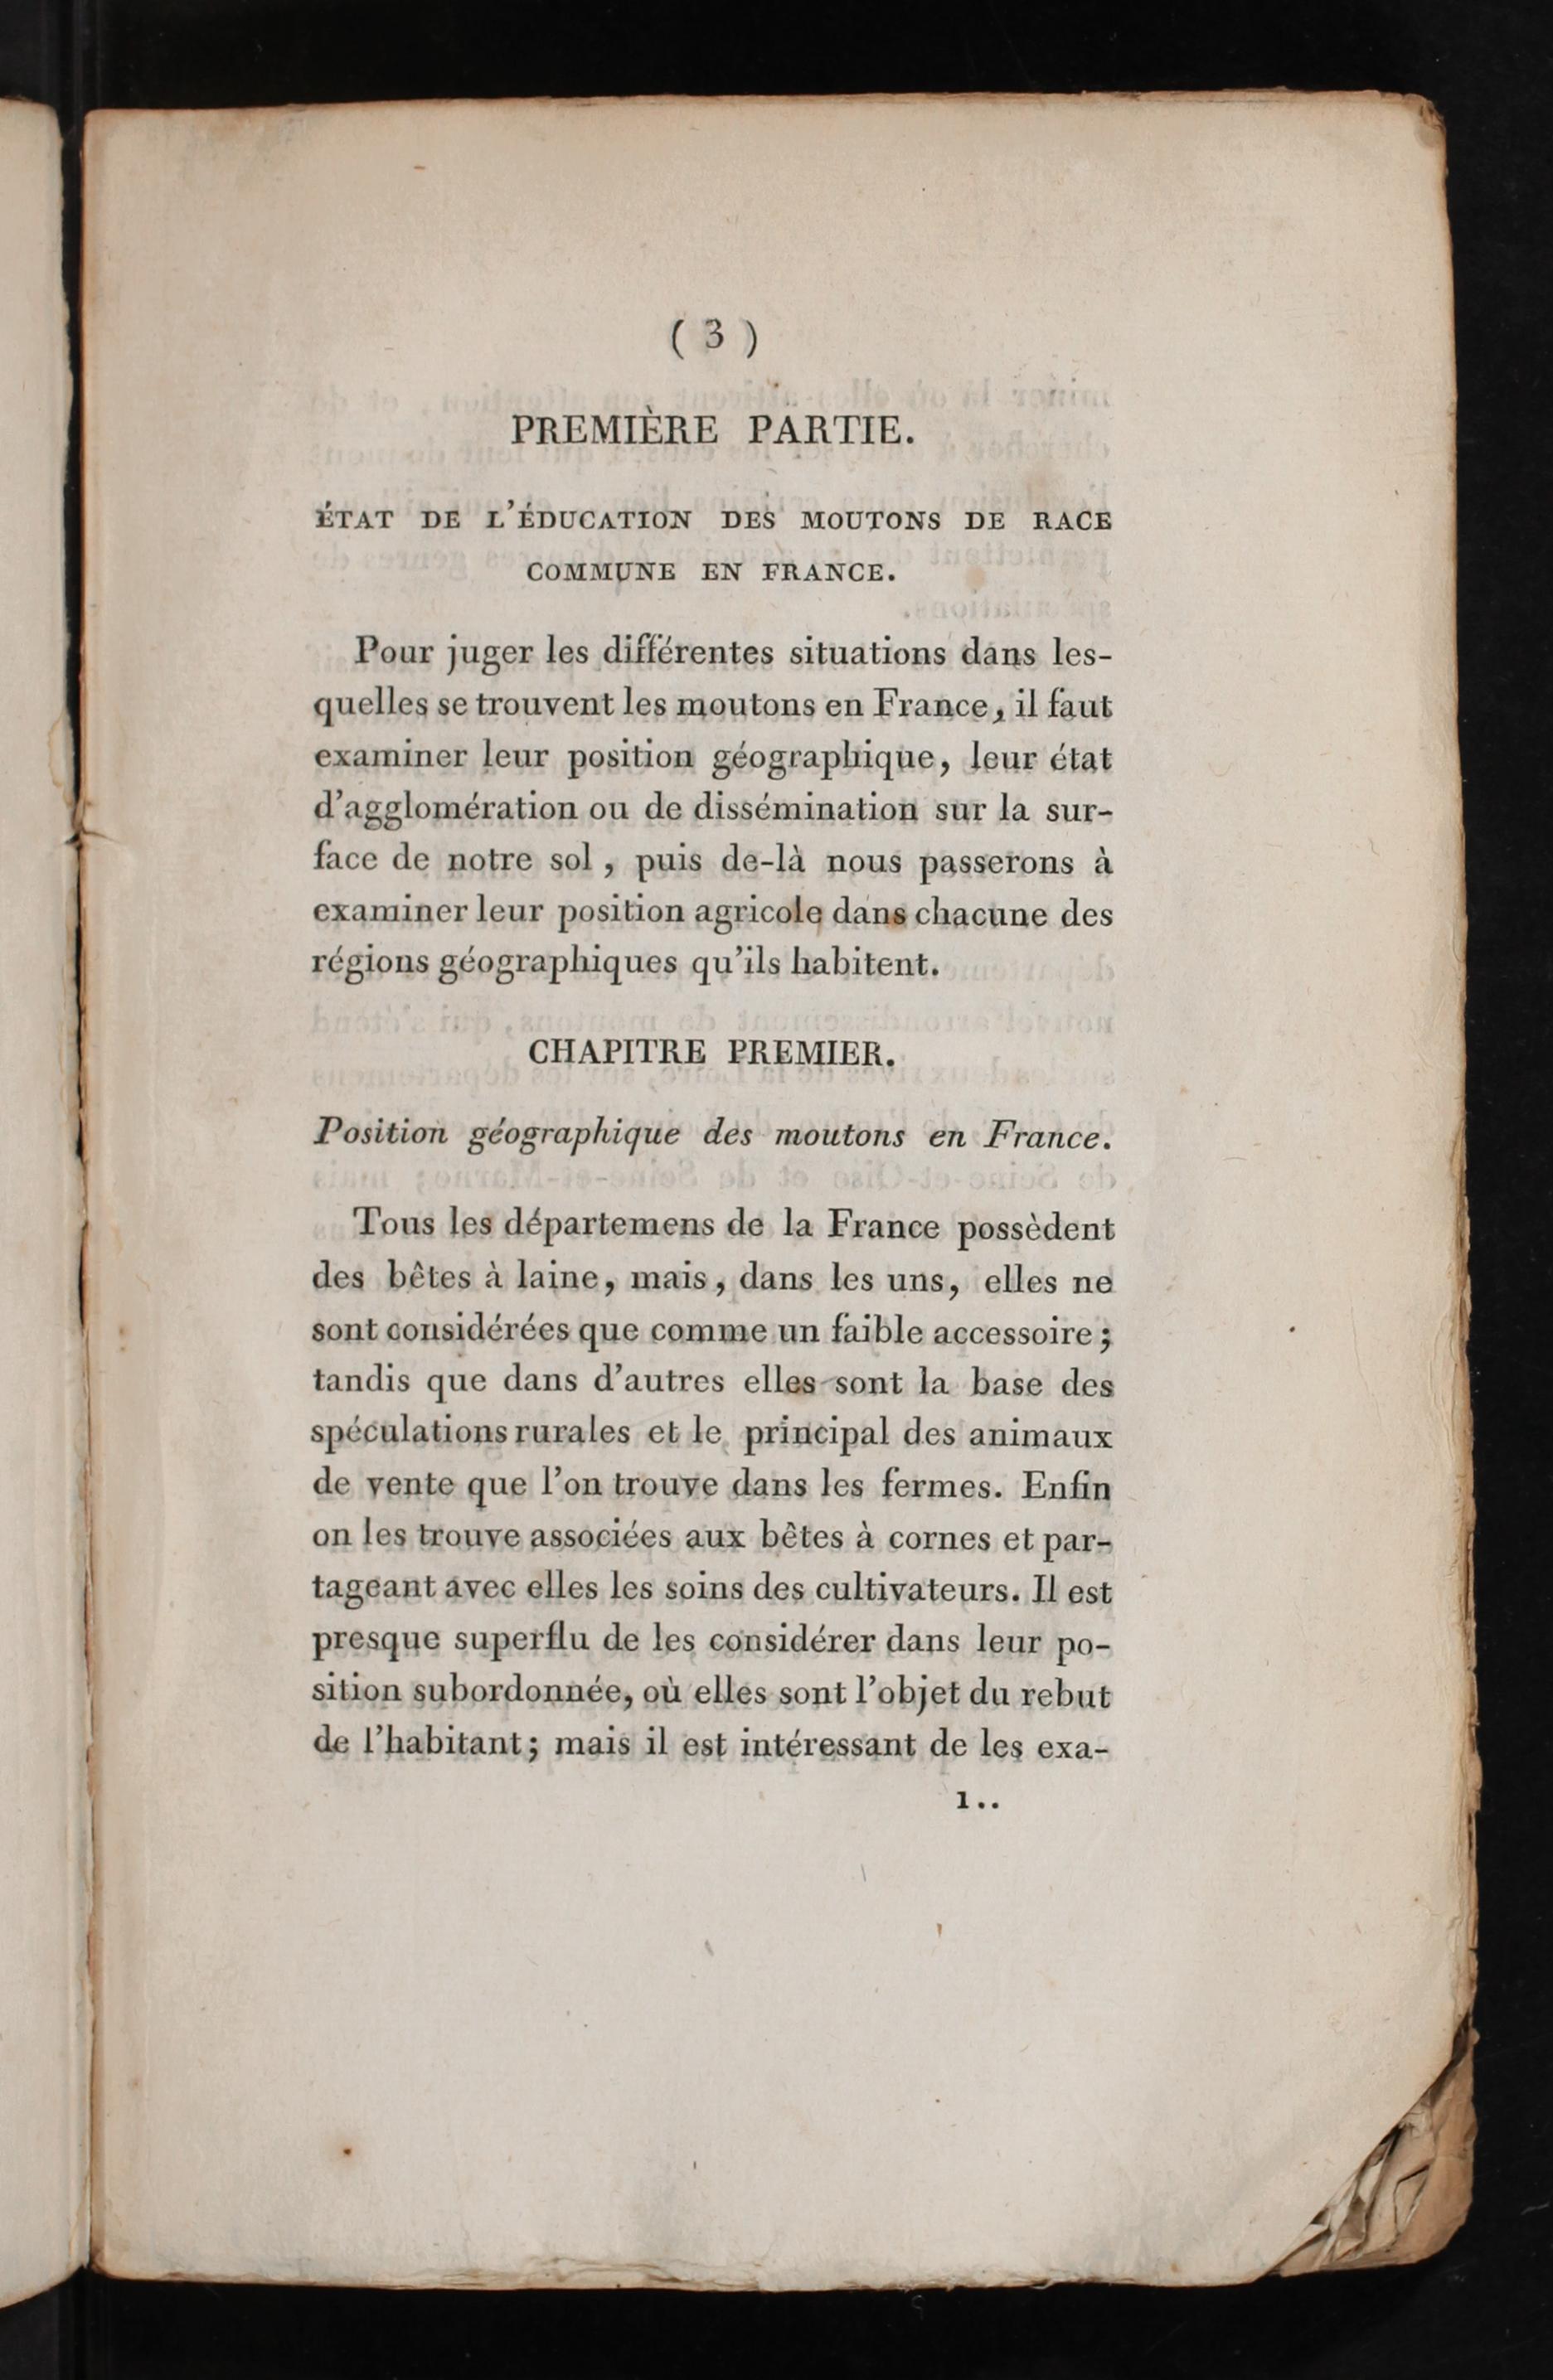 ( 3 )
PREMIÈRE PARTIE.
ÉTAT DE L'ÉDUCATION DES MOUTONS DE RACE
COMMUNE EN FRANCE.
Pour juger les différentes situations dans les-
quelles se trouvent les moutons en France, il faut
examiner leur position géographique, leur état
d'agglomération ou de dissémination sur la sur-
face de notre sol, puis de-là nous passerons à
examiner leur position agricole dans chacune des
régions géographiques qu'ils habitent.
CHAPITRE PREMIER.
Position géographique des moutons en France.
Tous les départemens de la France possèdent
des bêtes à laine, mais, dans les uns, elles ne
sont considérées que comme un faible accessoire;
tandis que dans d'autres elles sont la base des
spéculations rurales et le principal des animaux
de vente que l'on trouve dans les fermes. Enfin
on les trouve associées aux bêtes à cornes et par-
tageant avec elles les soins des cultivateurs. Il est
presque superflu de les considérer dans leur po-
sition subordonnée, où elles sont l'objet du rebut
de l'habitant; mais il est intéressant de les exa-
1..